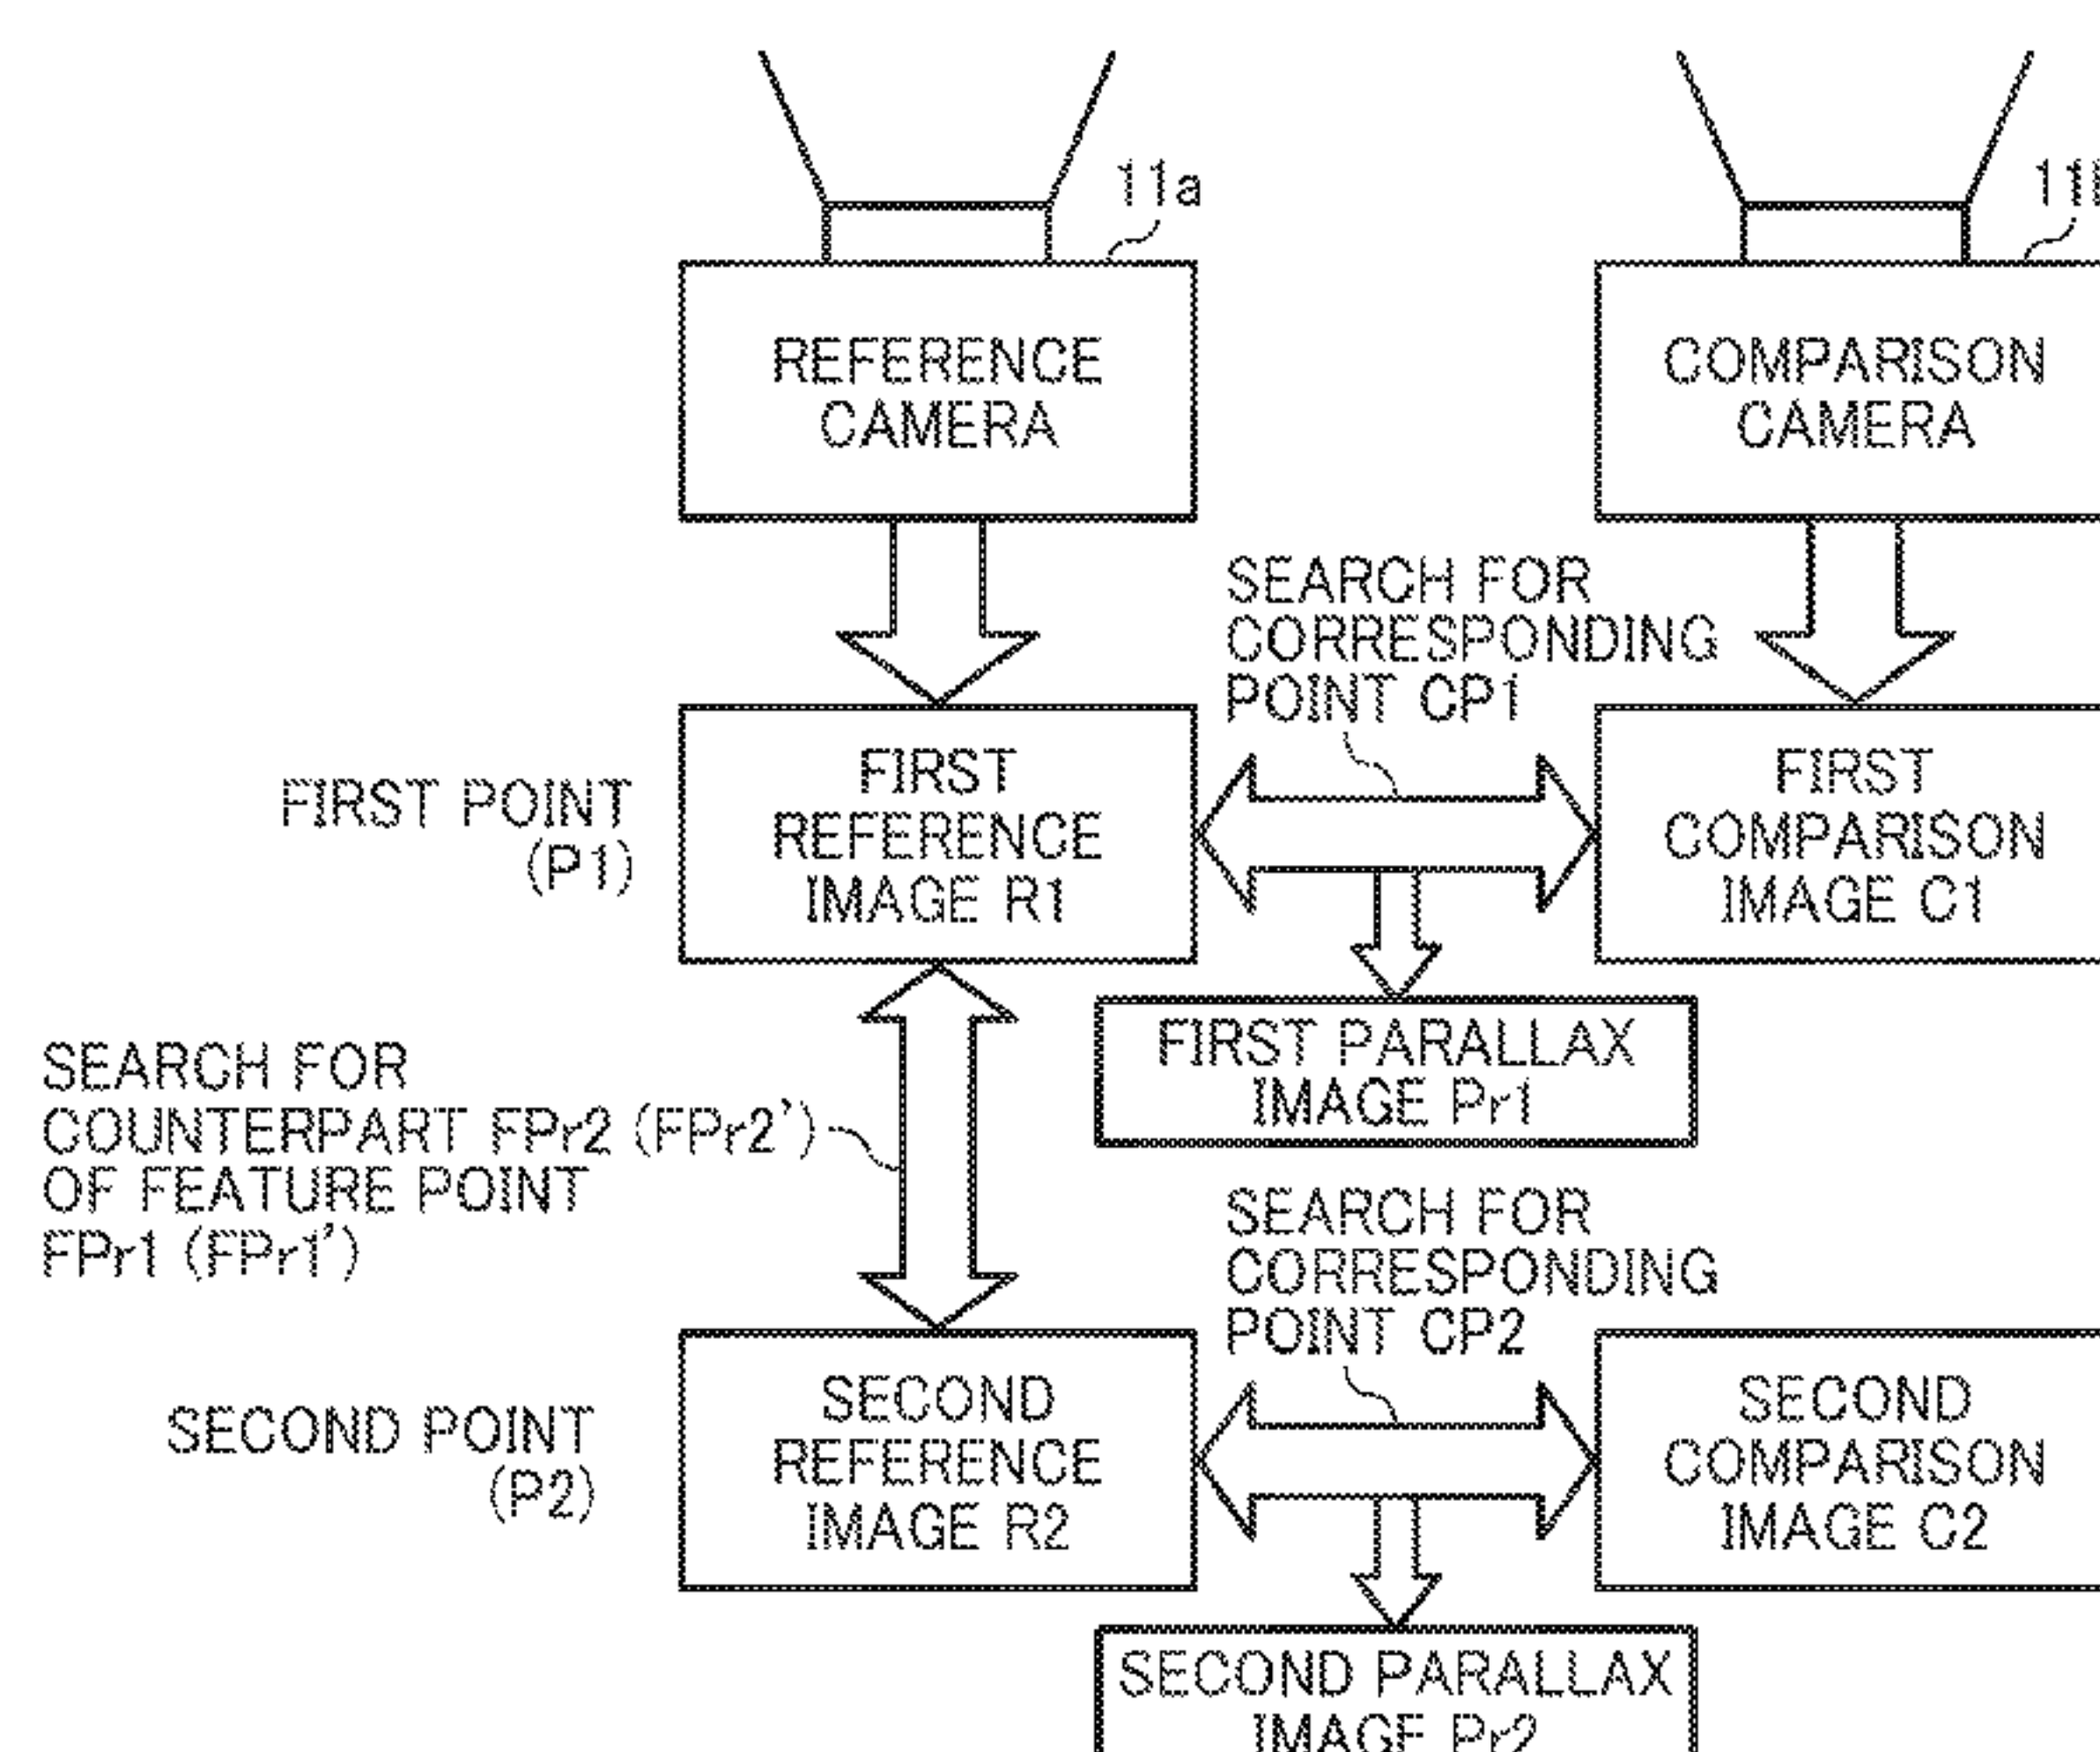 11a
REFERENCE
CAMERA
COMPARISON
CAMERA
SEARCH FOR
CORRESPONDING
POINT CP1
FIRST POINT
(P1)
FIRST
REFERENCE
IMAGE R1
FIRST
COMPARISON
IMAGE C1
FIRST PARALLAX
IMAGE Pr1
SEARCH FOR
COUNTERPART FPr2 (FPr2')
OF FEATURE POINT
FPr1 (FPr1')
SEARCH FOR
CORRESPONDING
POINT CP2
SECOND POINT
(P2)
SECOND
REFERENCE
IMAGE R2
SECOND
COMPARISON
IMAGE C2
SECOND PARALLAX
IMAGE Pr2